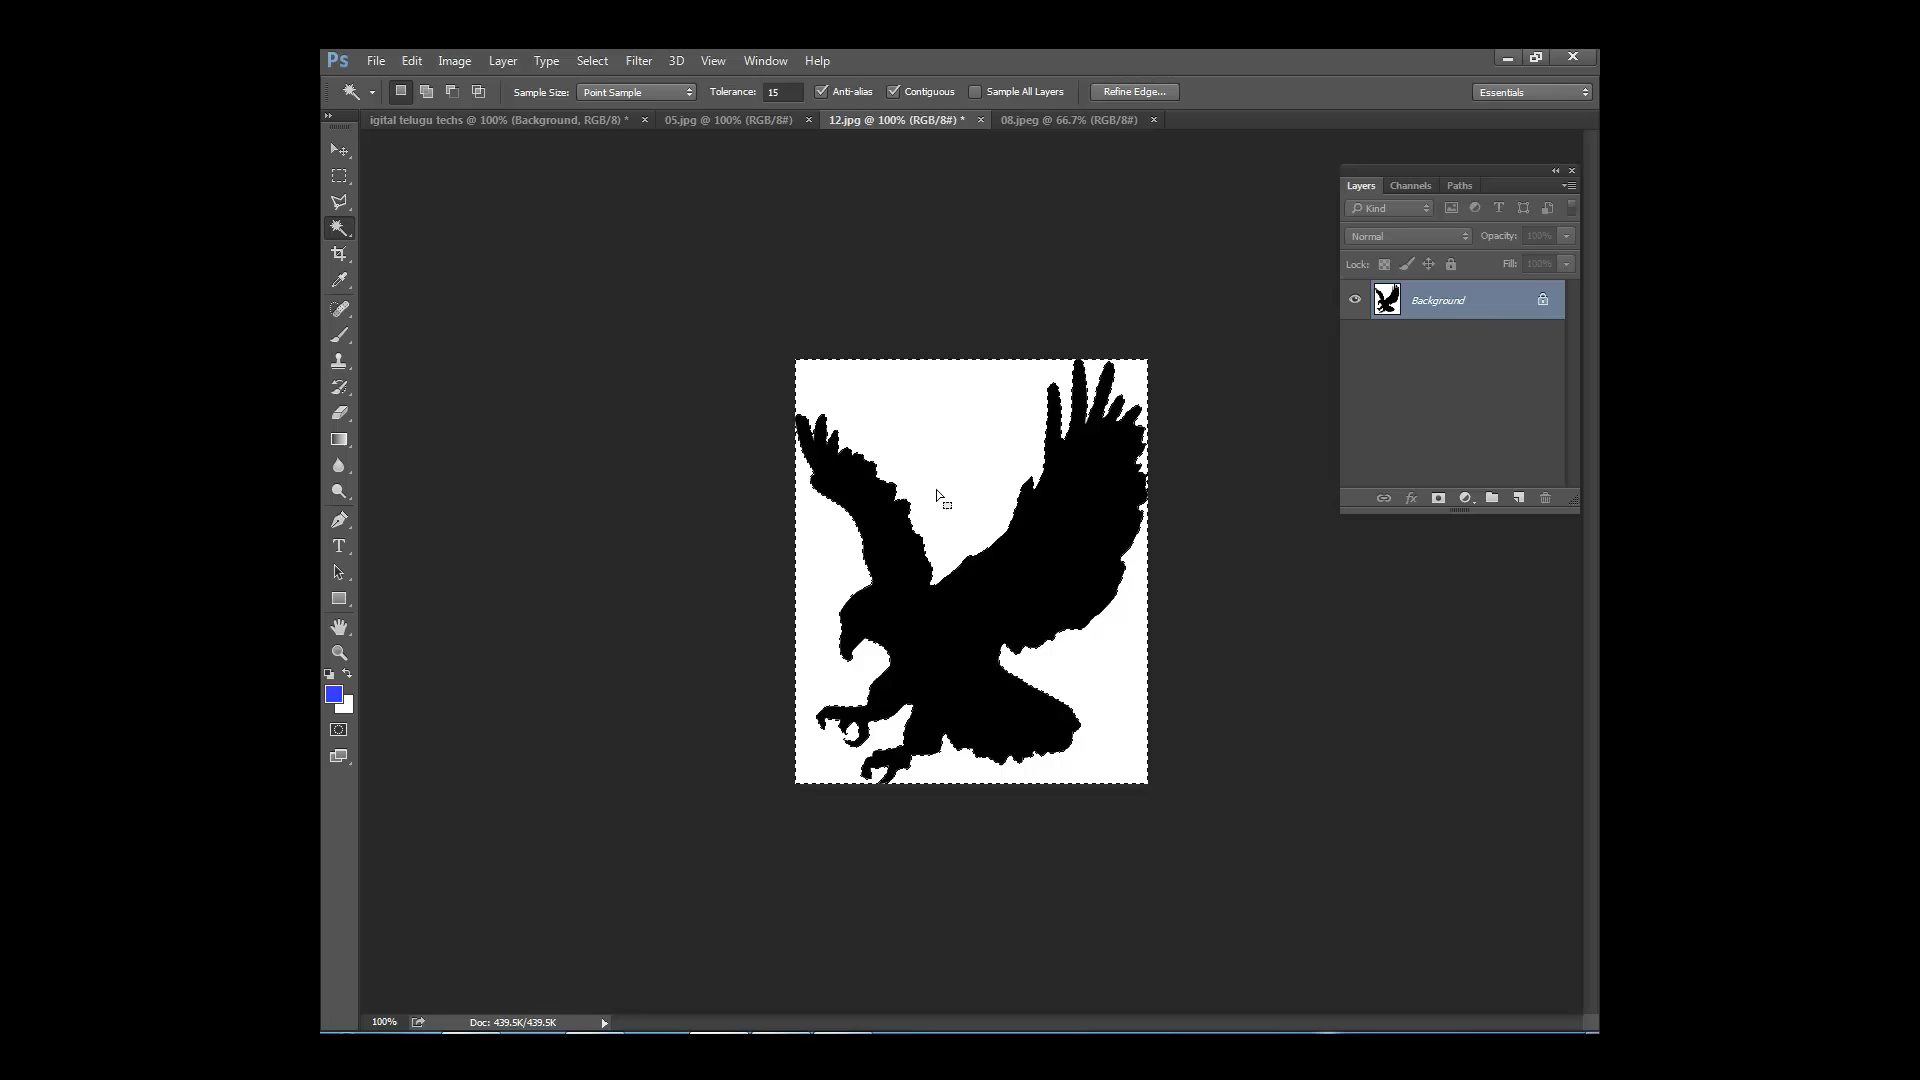 Ps File Edit Image Layer Type Select Filter 3D View Window Help
Sample Size: Point Sample Tolerance: 15 Anti-alias Contiguous Sample All Layers Refine Edge... Essentials
igital telugu techs @ 100% (Background, RGB/8) * × 05.jpg @ 100% (RGB/8#) × 12.jpg @ 100% (RGB/8#) * × 08.jpeg @ 66.7% (RGB/8#) ×
Layers Channels Paths
Kind
Normal Opacity: 100%
Lock: Fill: 100%
Background
fx
100% Doc: 439.5K/439.5K